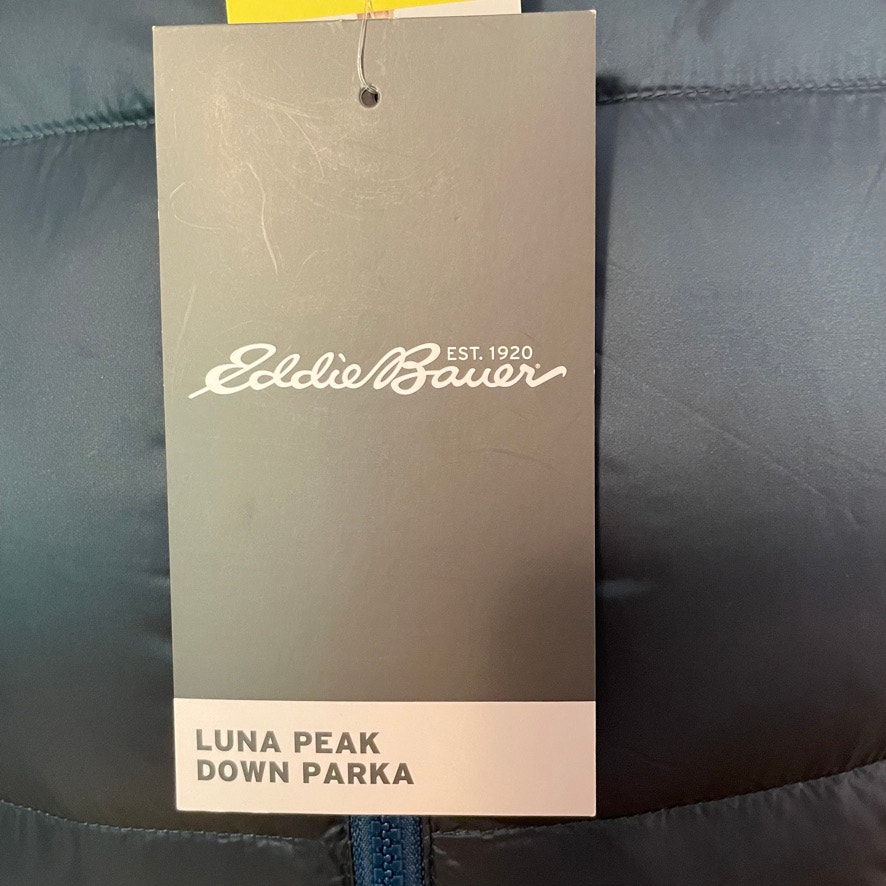 EST. 1920
Eddie Bauer
LUNA PEAK
DOWN PARKA